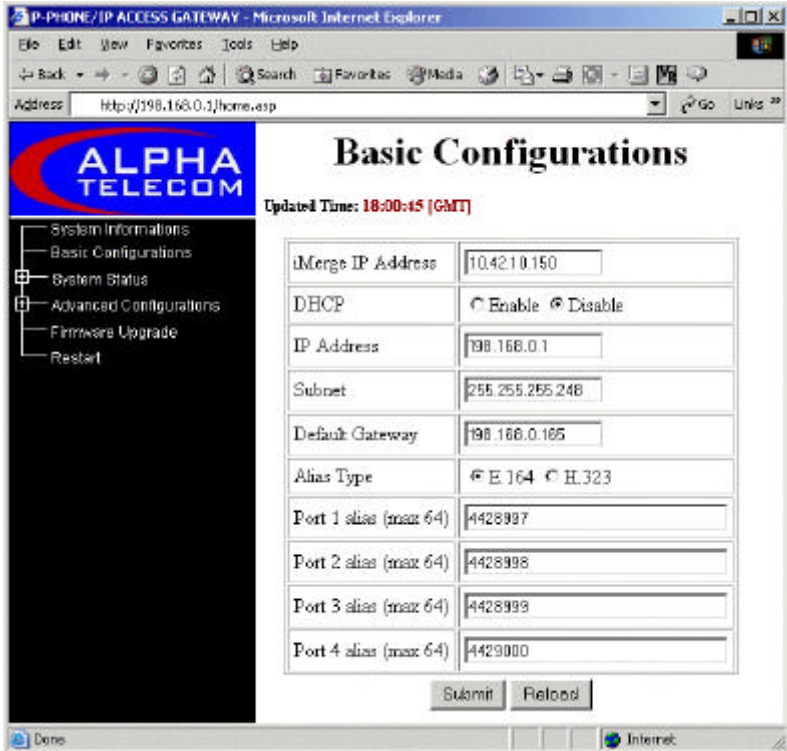 P-PHONE/IP ACCESS GATEWAY - Microsoft Internet Explorer
File Edit View Favorites Tools Help
Back Search Favorites Media
Address http://198.168.0.1/home.asp Go Links »
ALPHA
TELECOM
System Informations
Basic Configurations
System Status
Advanced Configurations
Firmware Upgrade
Restart
Basic Configurations
Updated Time: 18:00:45 [GMT]
iMerge IP Address 10.42.10.150
DHCP Enable Disable
IP Address 198.168.0.1
Subnet 255.255.255.248
Default Gateway 198.168.0.165
Alias Type E.164 H.323
Port 1 alias (max 64) 4428997
Port 2 alias (max 64) 4428998
Port 3 alias (max 64) 4428999
Port 4 alias (max 64) 4429000
Submit Reload
Done Internet